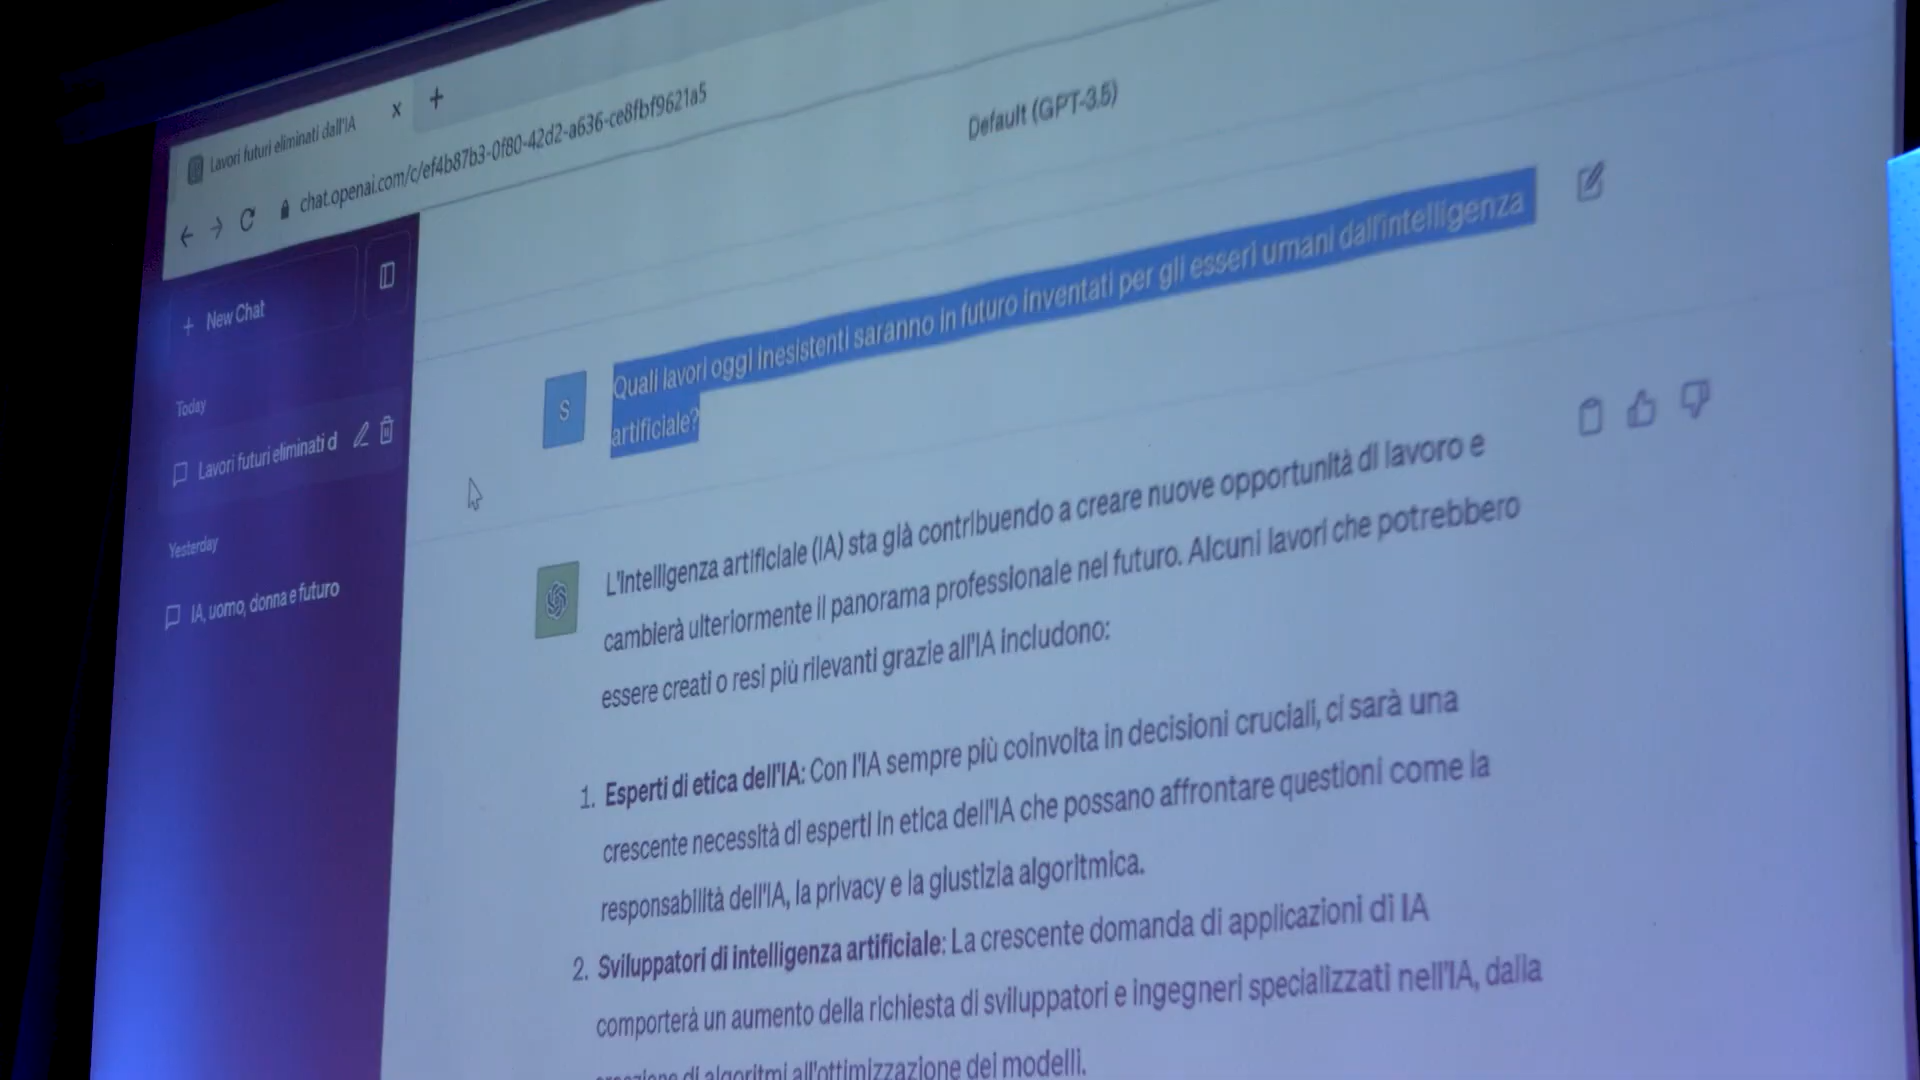 Lavori futuri eliminati dall'IA
chat.openai.com/c/ef4b87b3-0f80-42d2-a636-ce8fbf9621a5
Default (GPT-3.5)
New Chat
Today
Lavori futuri eliminati d
Yesterday
IA, uomo, donna e futuro
S
Quali lavori oggi inesistenti saranno in futuro inventati per gli esseri umani dall'intelligenza
artificiale?
L'intelligenza artificiale (IA) sta già contribuendo a creare nuove opportunità di lavoro e
cambierà ulteriormente il panorama professionale nel futuro. Alcuni lavori che potrebbero
essere creati o resi più rilevanti grazie all'IA includono:
1. Esperti di etica dell'IA: Con l'IA sempre più coinvolta in decisioni cruciali, ci sarà una
crescente necessità di esperti in etica dell'IA che possano affrontare questioni come la
responsabilità dell'IA, la privacy e la giustizia algoritmica.
2. Sviluppatori di intelligenza artificiale: La crescente domanda di applicazioni di IA
comporterà un aumento della richiesta di sviluppatori e ingegneri specializzati nell'IA, dalla
di algoritmi all'ottimizzazione dei modelli.